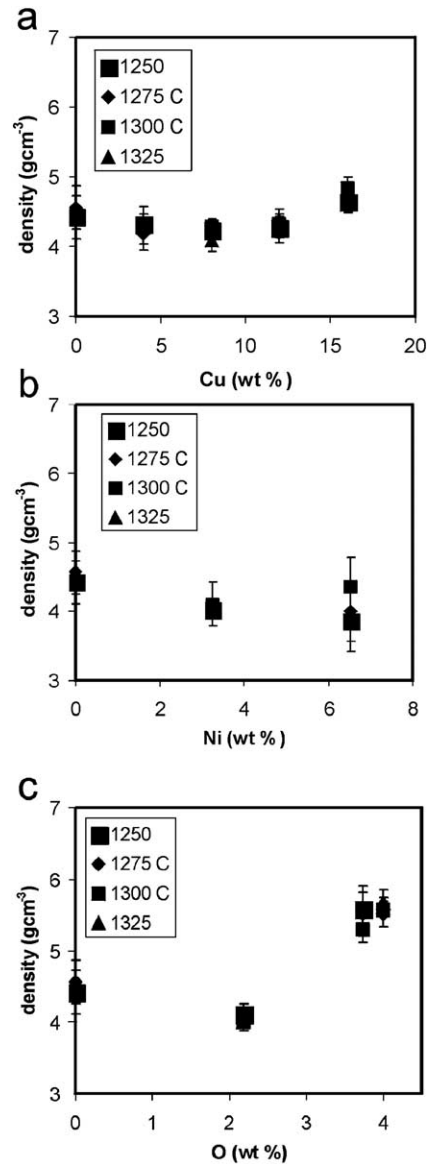 a
7
6
5
4
3
density (gcm⁻³)
1250
1275 C
1300 C
1325
0 5 10 15 20
Cu (wt %)
b
7
6
5
4
3
density (gcm⁻³)
1250
1275 C
1300 C
1325
0 2 4 6 8
Ni (wt %)
c
7
6
5
4
3
density (gcm⁻³)
1250
1275 C
1300 C
1325
0 1 2 3 4
O (wt %)